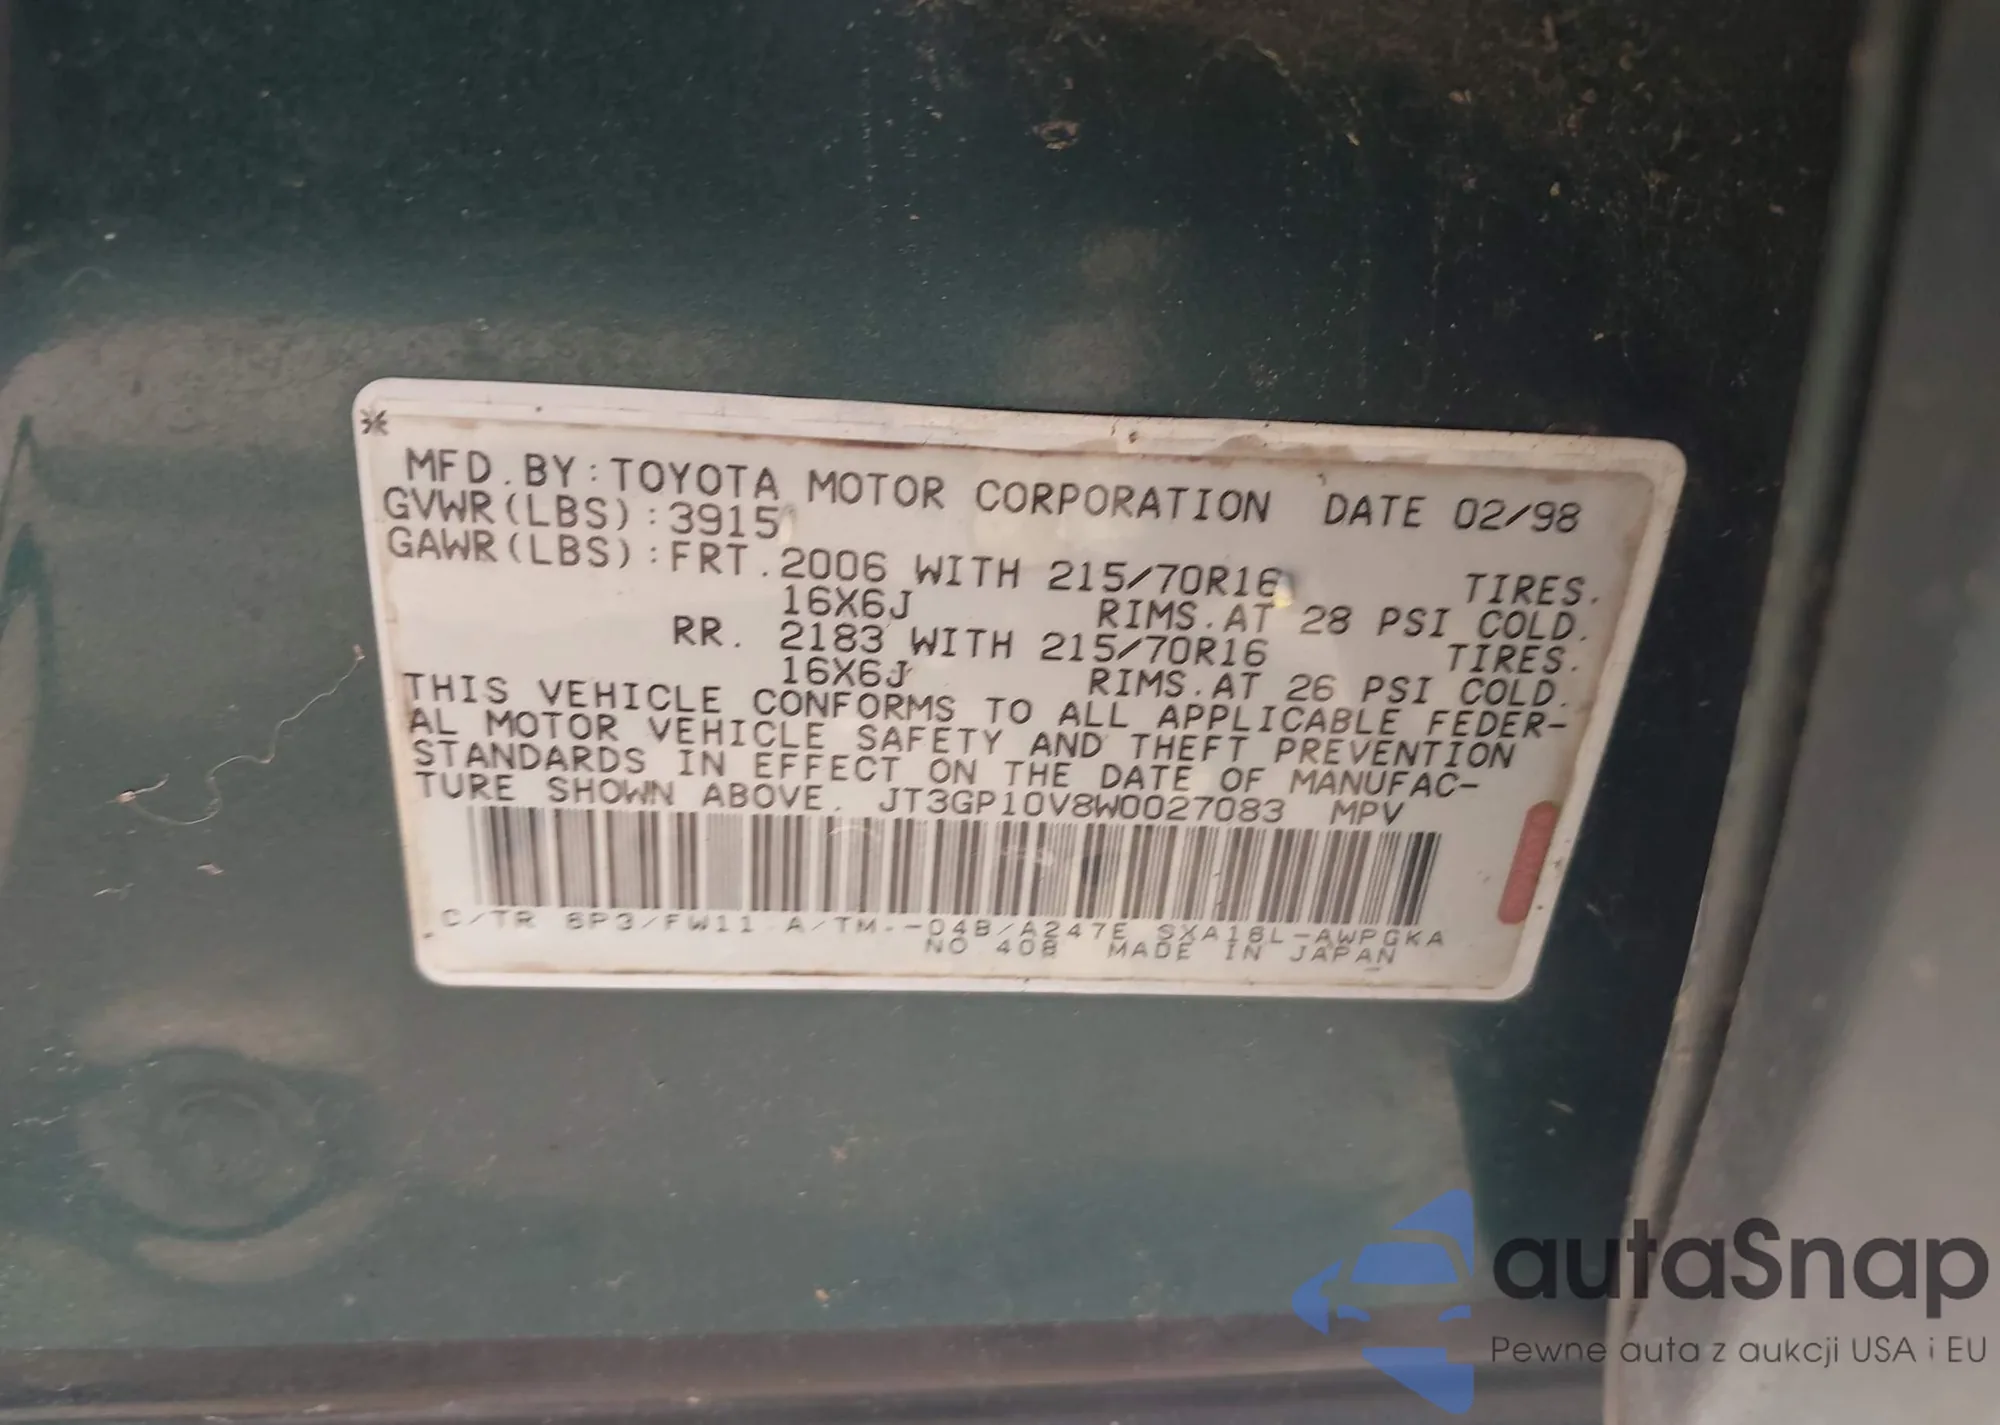 MFD.BY:TOYOTA MOTOR CORPORATION DATE 02/98
GVWR(LBS):3915
GAWR(LBS):FRT.2006 WITH 215/70R16 TIRES.
16X6J RIMS.AT 28 PSI COLD.
RR. 2183 WITH 215/70R16 TIRES.
16X6J RIMS.AT 26 PSI COLD.
THIS VEHICLE CONFORMS TO ALL APPLICABLE FEDER-
AL MOTOR VEHICLE SAFETY AND THEFT PREVENTION
STANDARDS IN EFFECT ON THE DATE OF MANUFAC-
TURE SHOWN ABOVE. JT3GP10V8W0027083 MPV
C/TR 6P3/FW11 A/TM.-04B/A247E SXA16L-AWPGKA
NO 40B MADE IN JAPAN
autaSnap
Pewne auta z aukcji USA i EU